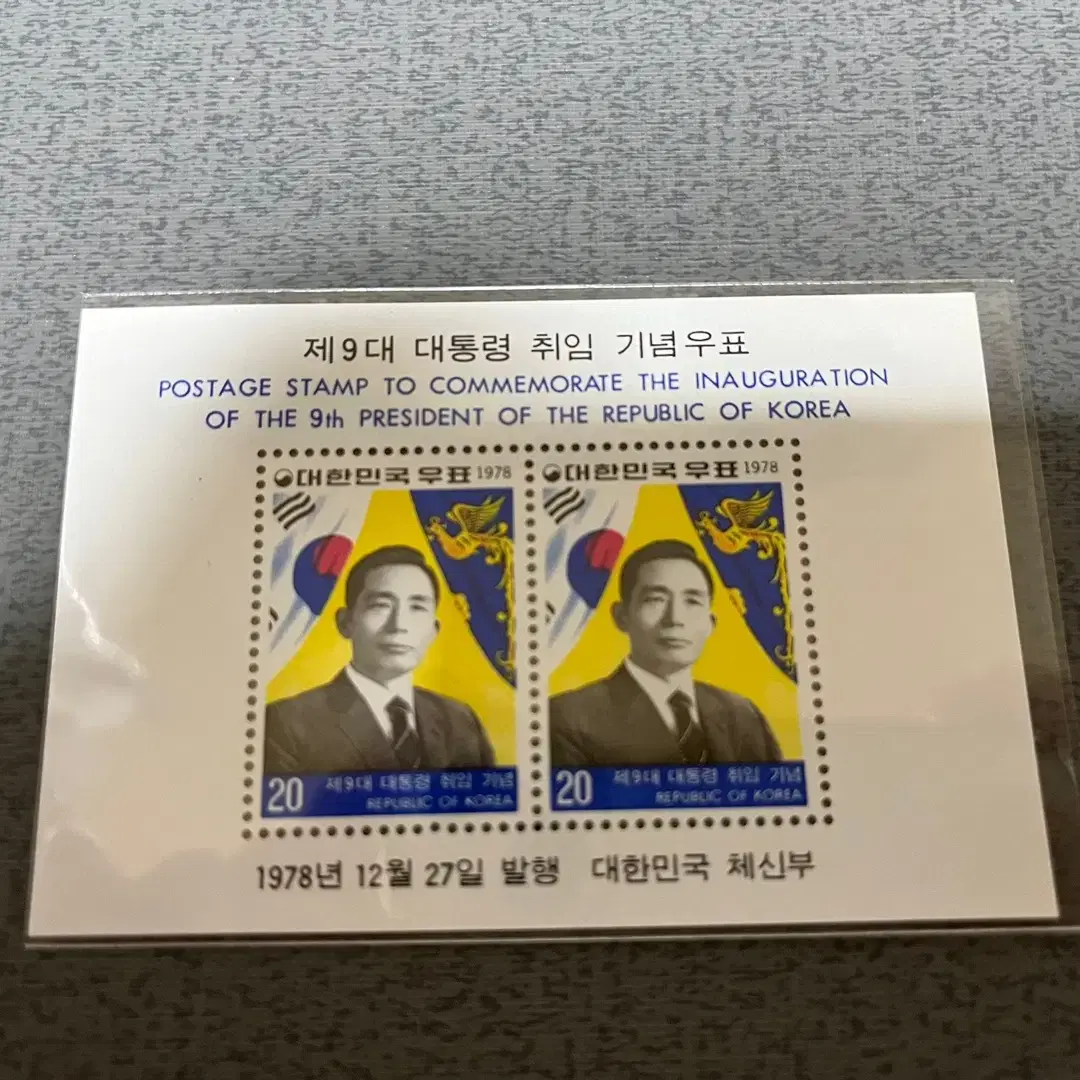 제9대 대통령 취임 기념우표
POSTAGE STAMP TO COMMEMORATE THE INAUGURATION
OF THE 9th PRESIDENT OF THE REPUBLIC OF KOREA
대한민국우표 1978
대한민국우표 1978
20 제9대 대통령 취임 기념
REPUBLIC OF KOREA
20 제9대 대통령 취임 기념
REPUBLIC OF KOREA
1978년 12월 27일 발행 대한민국 체신부